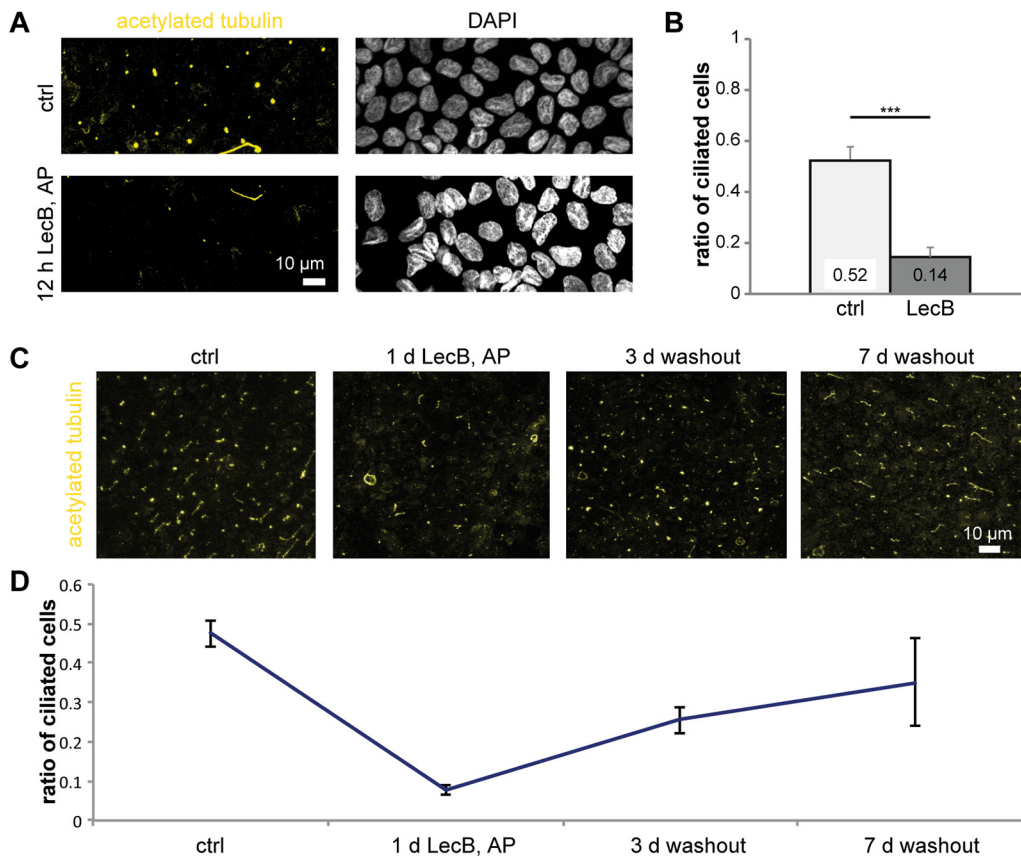 A
acetylated tubulin
DAPI
ctrl
12 h LecB, AP
10 µm
B
ratio of ciliated cells
1
0.8
0.6
0.4
0.2
0
***
0.52
0.14
ctrl
LecB
C
ctrl
1 d LecB, AP
3 d washout
7 d washout
acetylated tubulin
10 µm
D
ratio of ciliated cells
0.6
0.5
0.4
0.3
0.2
0.1
0
ctrl
1 d LecB, AP
3 d washout
7 d washout